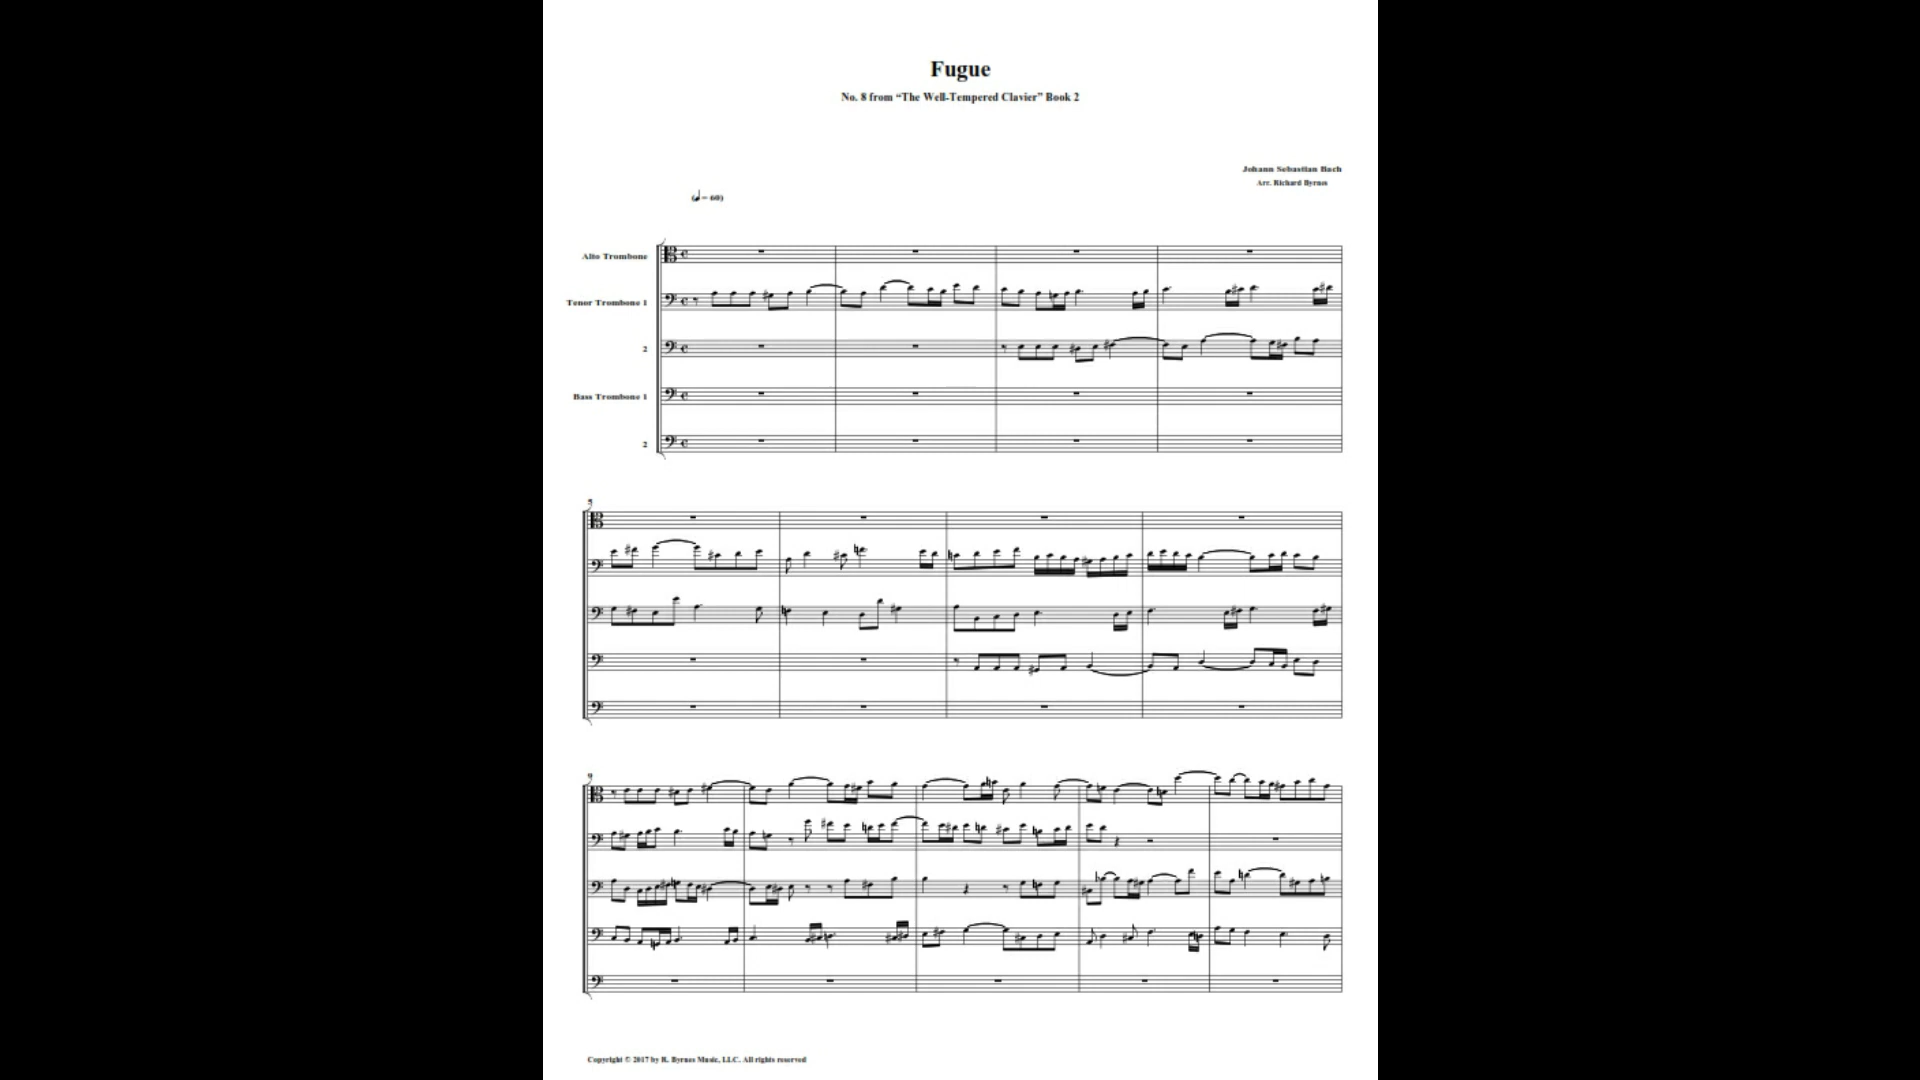 Fugue
No. 8 from “The Well-Tempered Clavier” Book 2
Johann Sebastian Bach
Arr. Richard Byrnes
(♩ = 60)
Alto Trombone
Tenor Trombone 1
2
Bass Trombone 1
2
5
9
Copyright © 2017 by R. Byrnes Music, LLC. All rights reserved